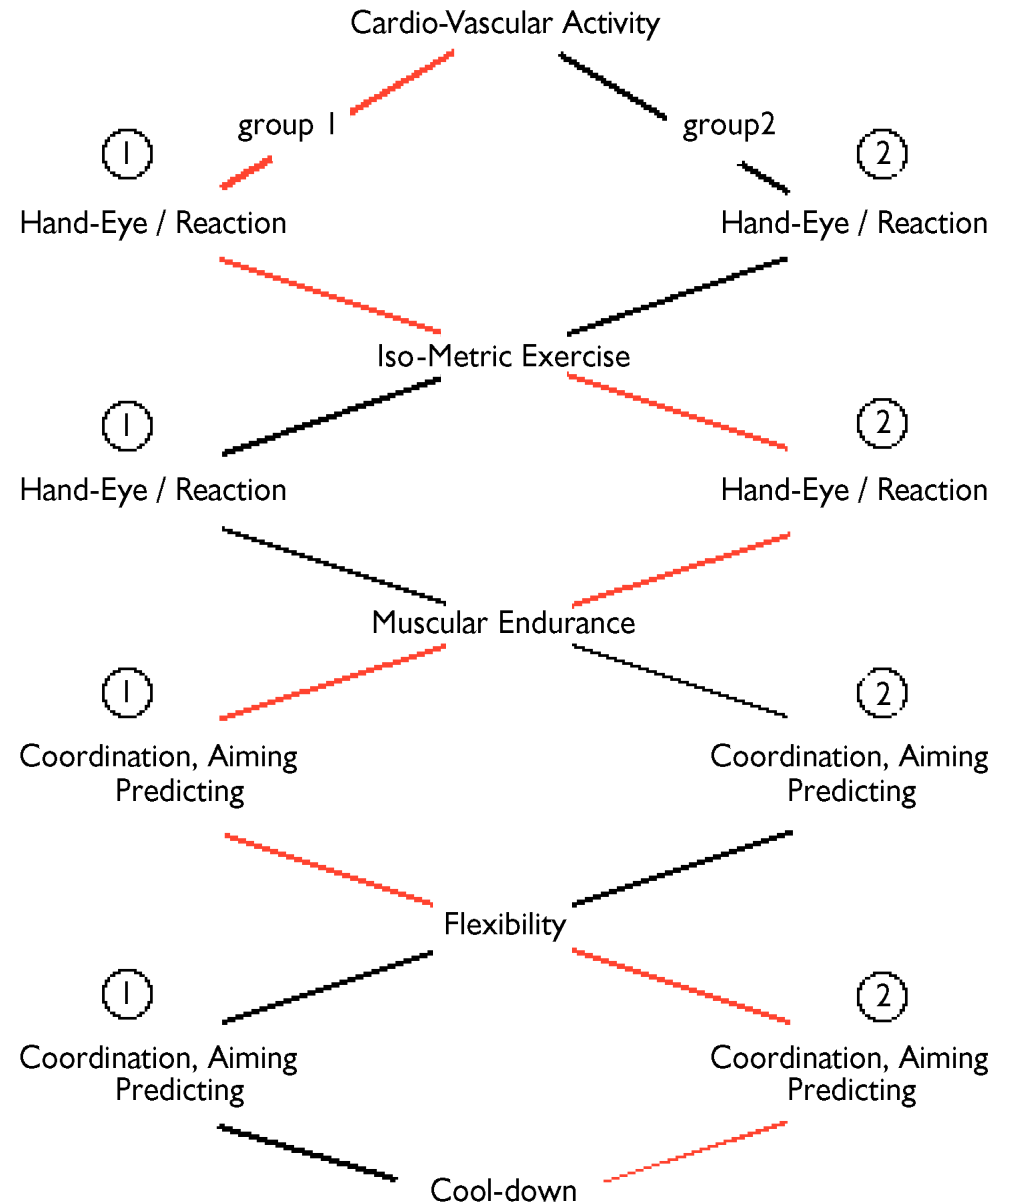 Cardio-Vascular Activity
group 1
group2
1
2
Hand-Eye / Reaction
Hand-Eye / Reaction
Iso-Metric Exercise
1
2
Hand-Eye / Reaction
Hand-Eye / Reaction
Muscular Endurance
1
2
Coordination, Aiming
Predicting
Coordination, Aiming
Predicting
Flexibility
1
2
Coordination, Aiming
Predicting
Coordination, Aiming
Predicting
Cool-down